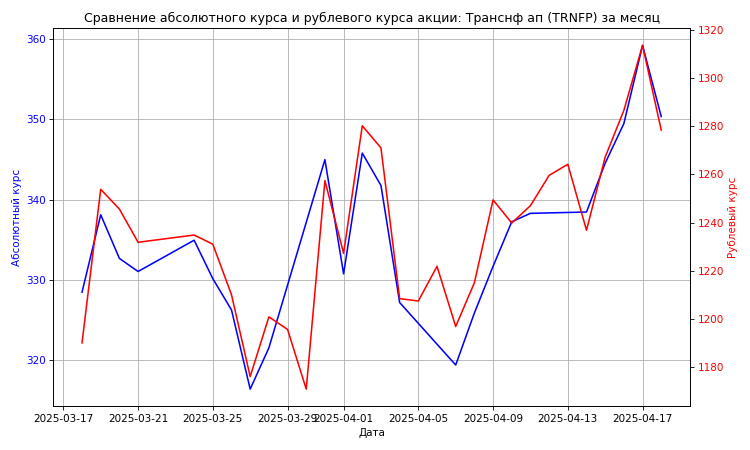 Сравнение абсолютного курса и рублевого курса акции: Транснф ап (TRNFP) за месяц
360
350
340
330
320
Абсолютный курс
1320
1300
1280
1260
1240
1220
1200
1180
Рублевый курс
2025-03-17 2025-03-21 2025-03-25 2025-03-29 2025-04-01 2025-04-05 2025-04-09 2025-04-13 2025-04-17
Дата